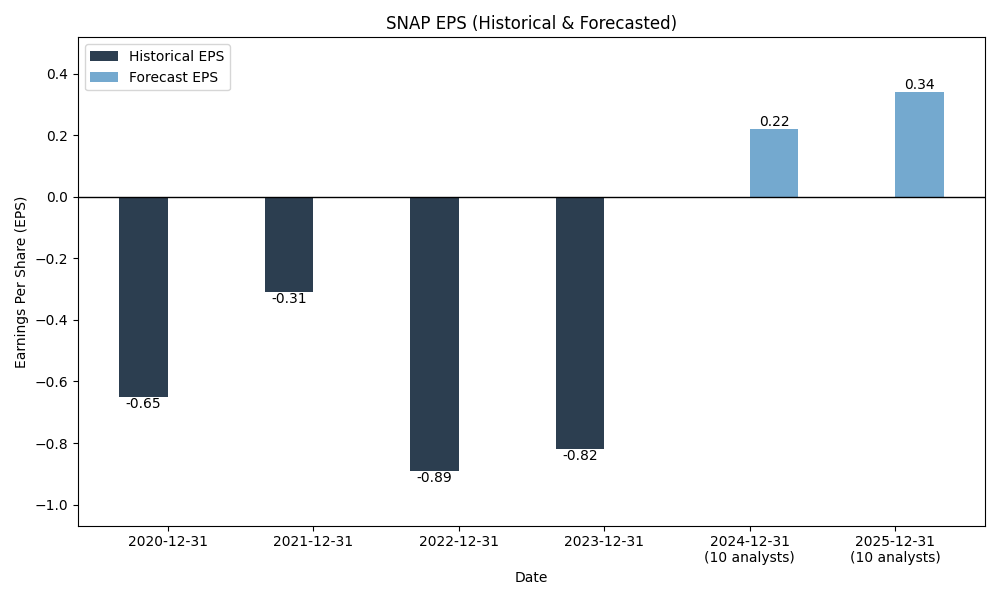 SNAP EPS (Historical & Forecasted)
Historical EPS
Forecast EPS
Earnings Per Share (EPS)
0.4
0.2
0.0
−0.2
−0.4
−0.6
−0.8
−1.0
-0.65
-0.31
-0.89
-0.82
0.22
0.34
2020-12-31
2021-12-31
2022-12-31
2023-12-31
2024-12-31
(10 analysts)
2025-12-31
(10 analysts)
Date